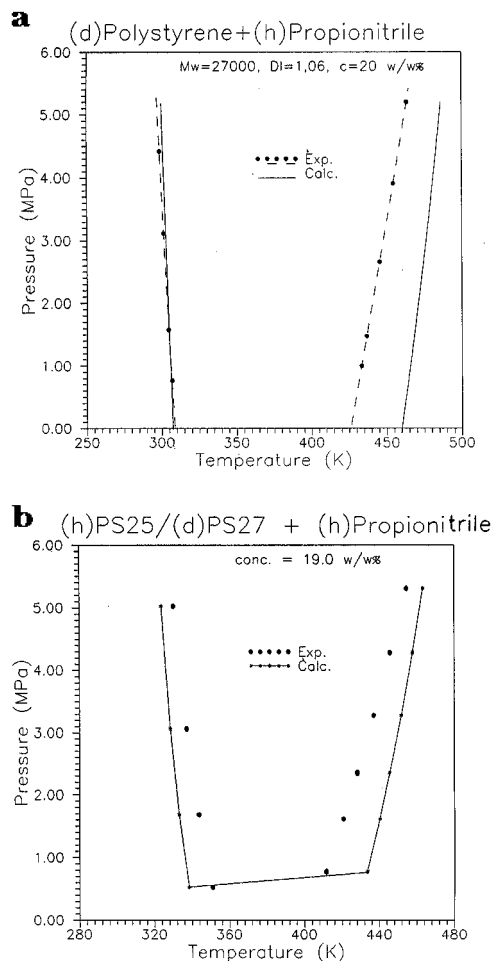 a
(d)Polystyrene+(h)Propionitrile
Mw=27000, DI=1,06, c=20 w/w%
6.00
5.00
4.00
3.00
2.00
1.00
0.00
Pressure (MPa)
Exp.
Calc.
250 300 350 400 450 500
Temperature (K)
b
(h)PS25/(d)PS27 + (h)Propionitrile
conc. = 19.0 w/w%
6.00
5.00
4.00
3.00
2.00
1.00
0.00
Pressure (MPa)
Exp.
Calc.
280 320 360 400 440 480
Temperature (K)